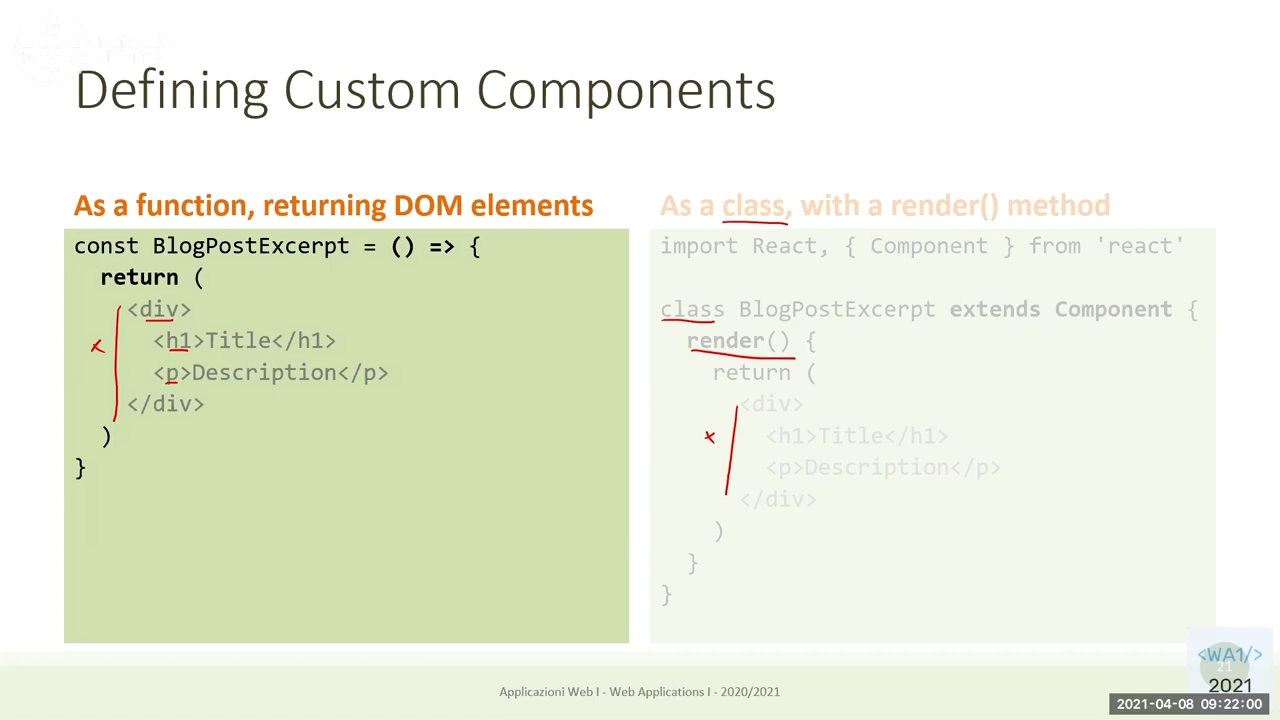 Defining Custom Components
As a function, returning DOM elements
const BlogPostExcerpt = () => {
  return (
    <div>
      <h1>Title</h1>
      <p>Description</p>
    </div>
  )
}
As a class, with a render() method
import React, { Component } from 'react'
class BlogPostExcerpt extends Component {
  render() {
    return (
      <div>
        <h1>Title</h1>
        <p>Description</p>
      </div>
    )
  }
}
Applicazioni Web I - Web Applications I - 2020/2021
<WA1/>
21
2021
2021-04-08 09:22:00